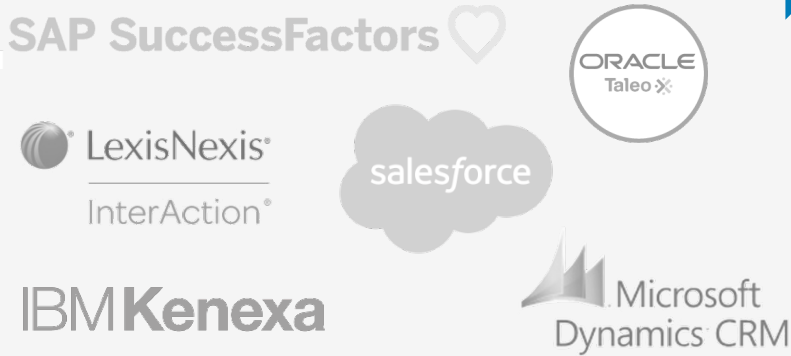 SAP SuccessFactors
ORACLE
Taleo
LexisNexis®
InterAction®
salesforce
IBM Kenexa
Microsoft
Dynamics CRM